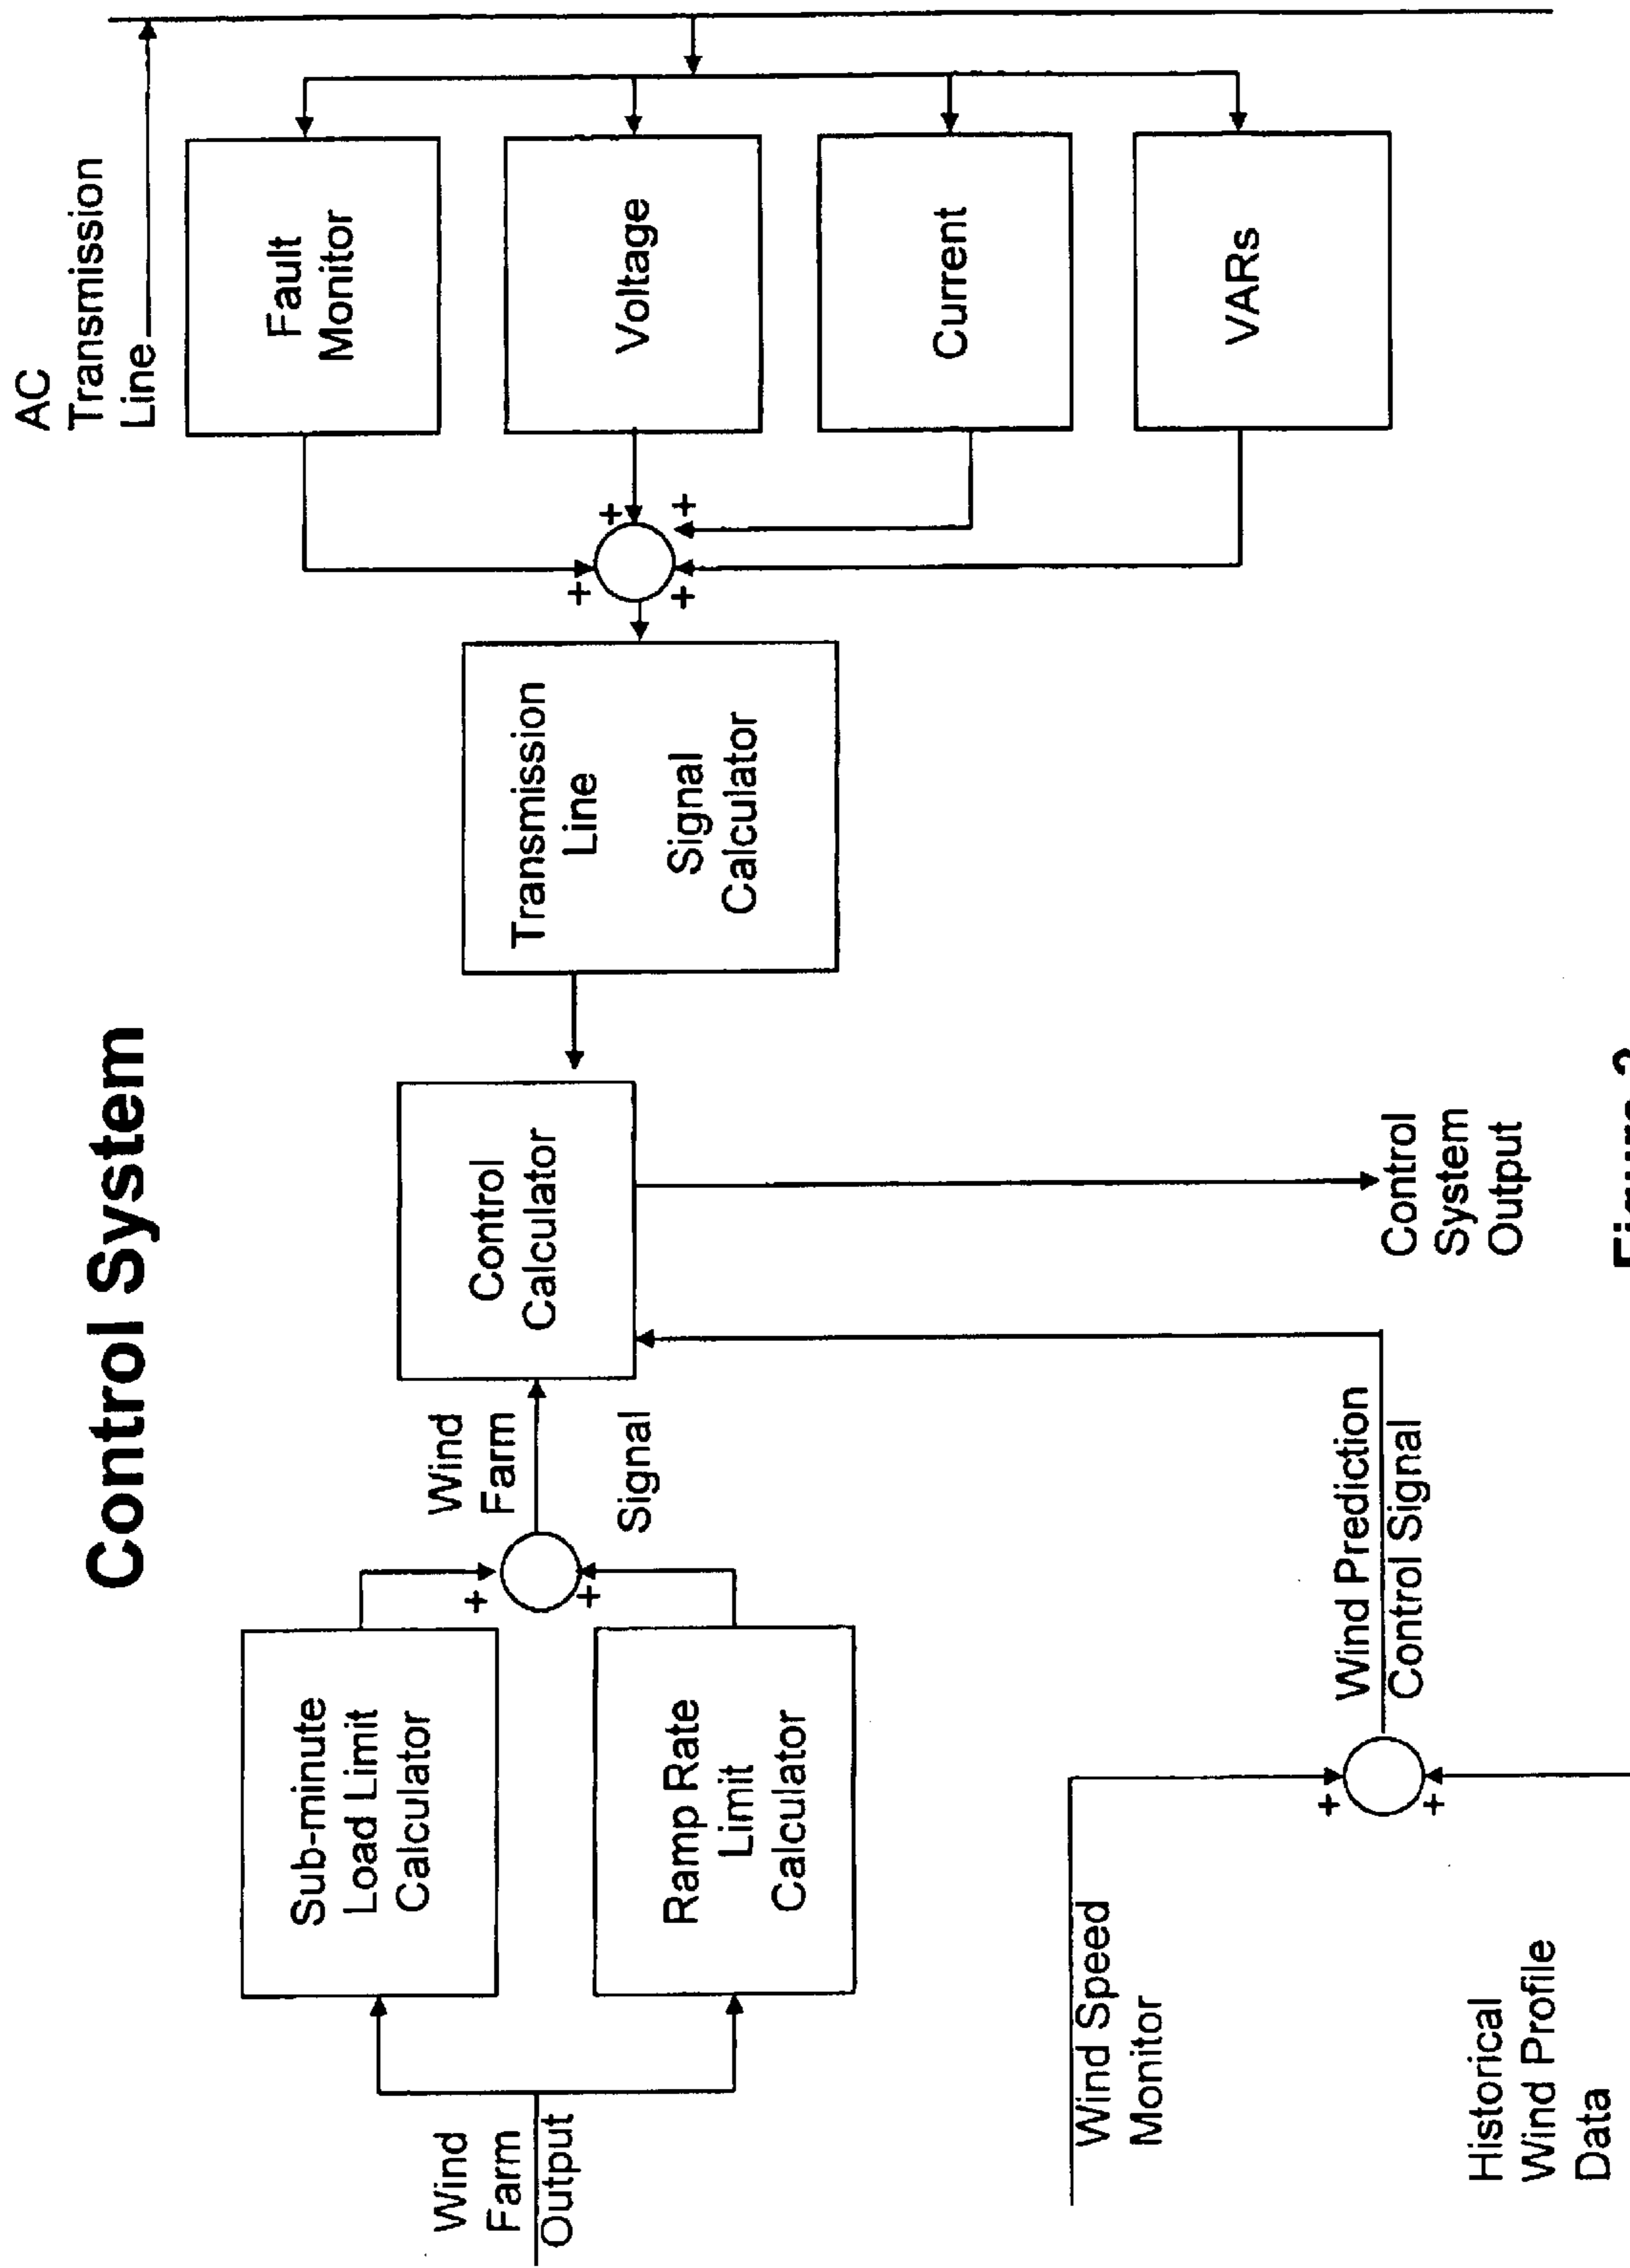 Control System
AC
Transmission
Line
Fault
Monitor
Voltage
Current
VARs
+
+
+
+
Transmission
Line
Signal
Calculator
Control
Calculator
Wind
Farm
Signal
Sub-minute
Load Limit
Calculator
Ramp Rate
Limit
Calculator
+
+
Wind
Farm
Output
Wind Speed
Monitor
Historical
Wind Profile
Data
+
+
Wind Prediction
Control Signal
Control
System
Output